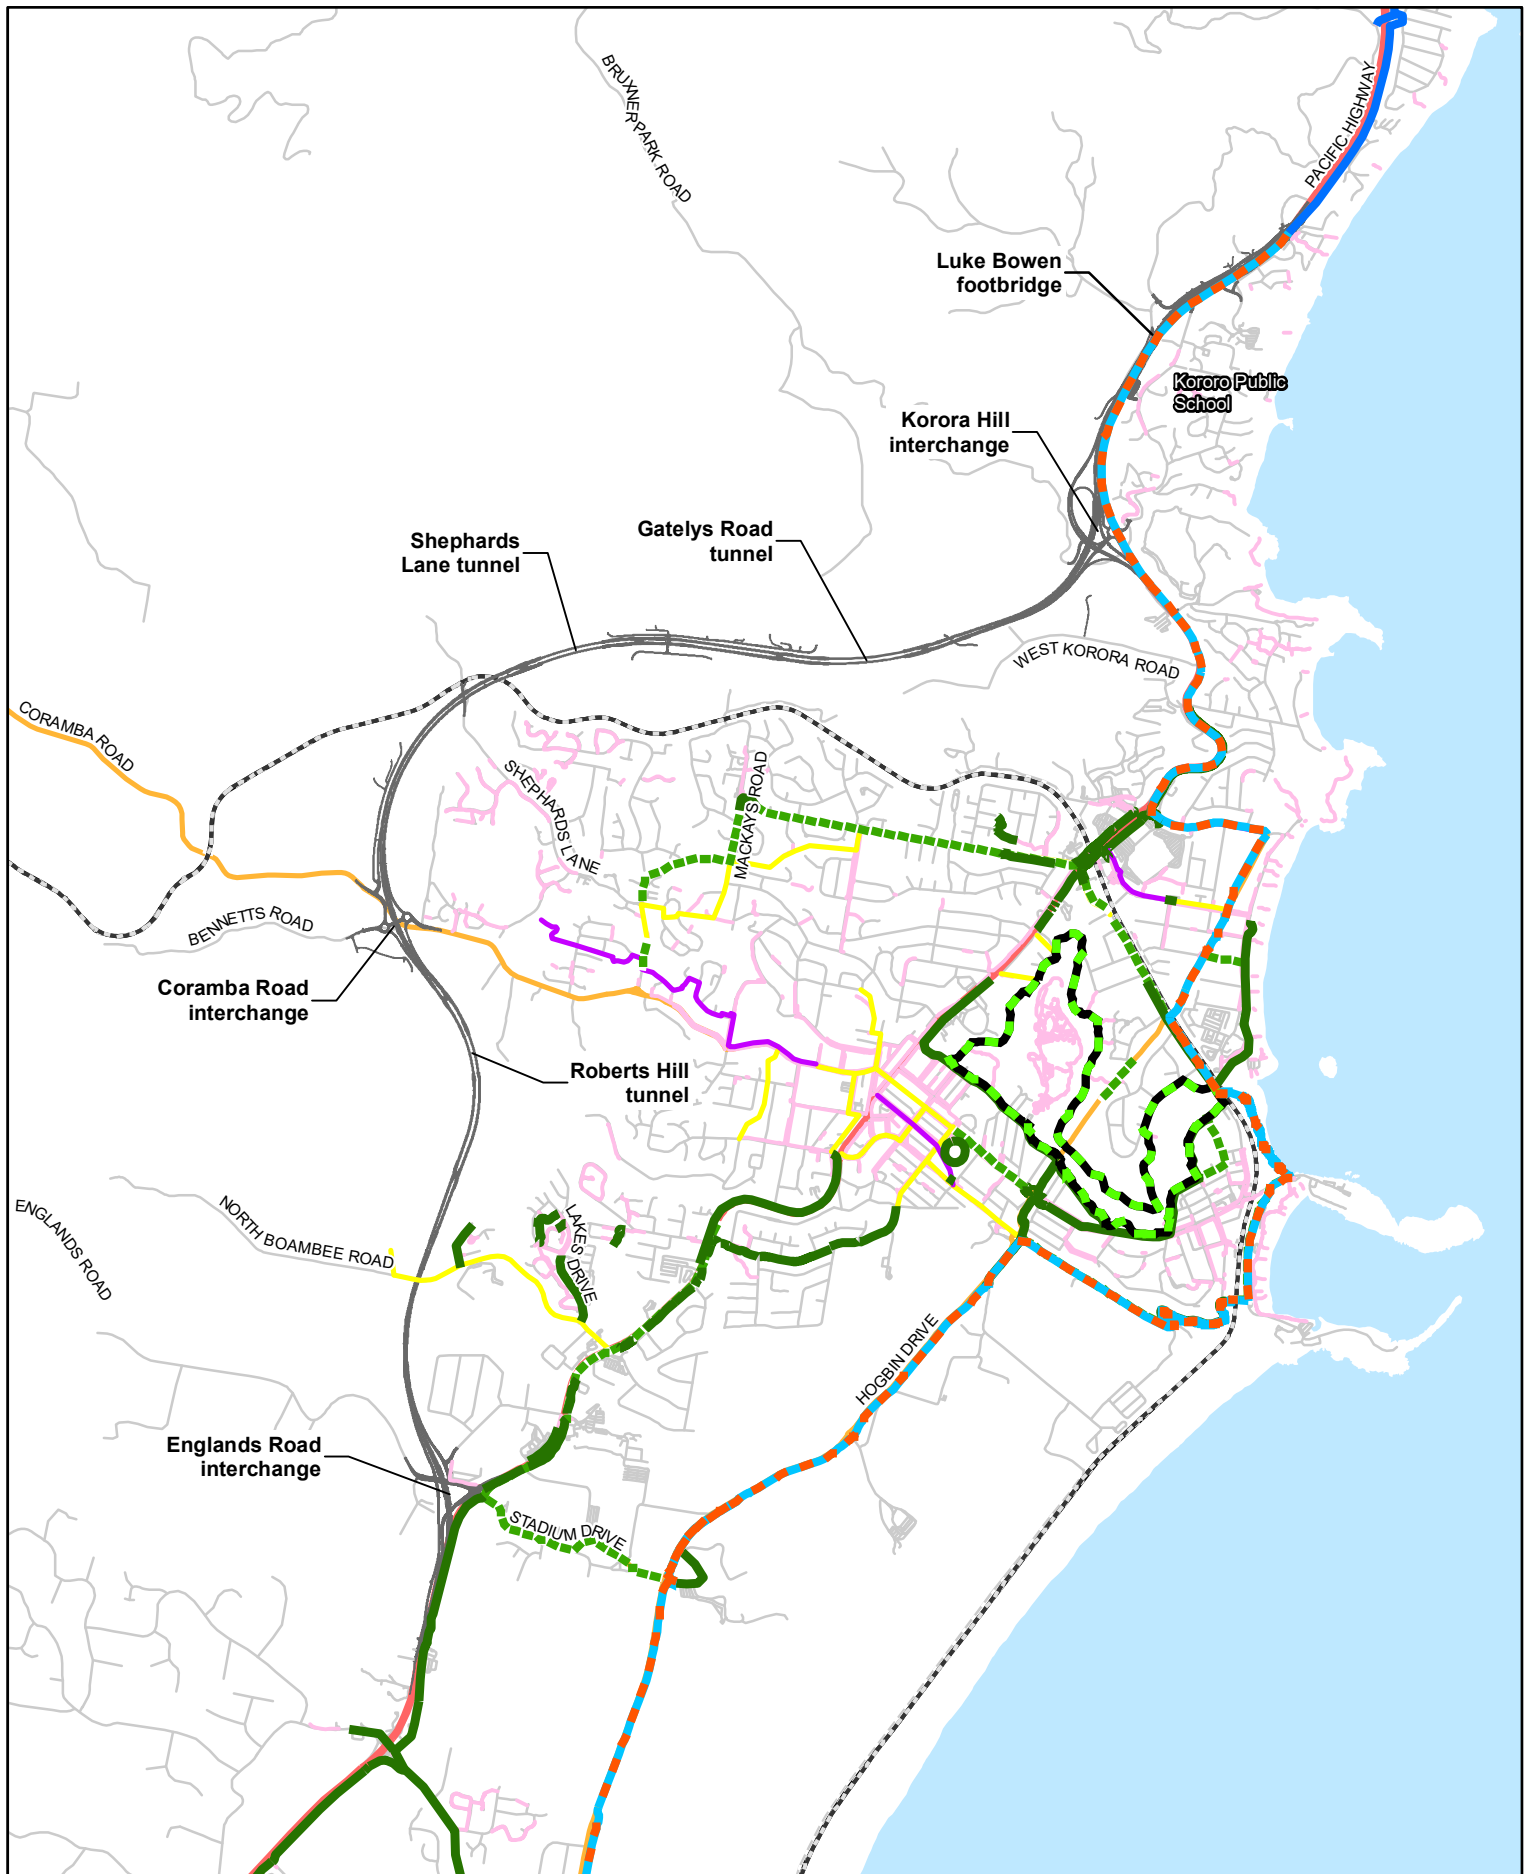 BRUXNER PARK ROAD
PACIFIC HIGHWAY
Luke Bowen
footbridge
Kororo Public
School
Korora Hill
interchange
Gatelys Road
tunnel
Shephards
Lane tunnel
WEST KORORA ROAD
CORAMBA ROAD
SHEPHARDS LANE
MACKAYS ROAD
BENNETTS ROAD
Coramba Road
interchange
Roberts Hill
tunnel
ENGLANDS ROAD
NORTH BOAMBEE ROAD
LAKES DRIVE
HOGBIN DRIVE
Englands Road
interchange
STADIUM DRIVE